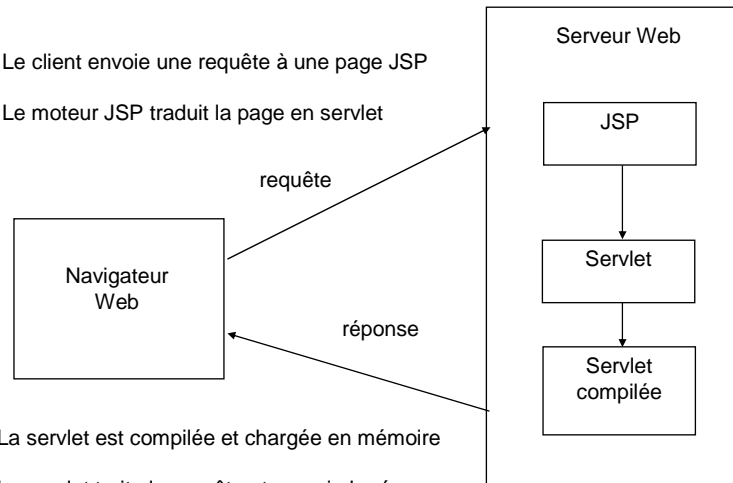 Serveur Web
Le client envoie une requête à une page JSP
Le moteur JSP traduit la page en servlet
JSP
requête
Navigateur
Web
Servlet
réponse
Servlet
compilée
La servlet est compilée et chargée en mémoire